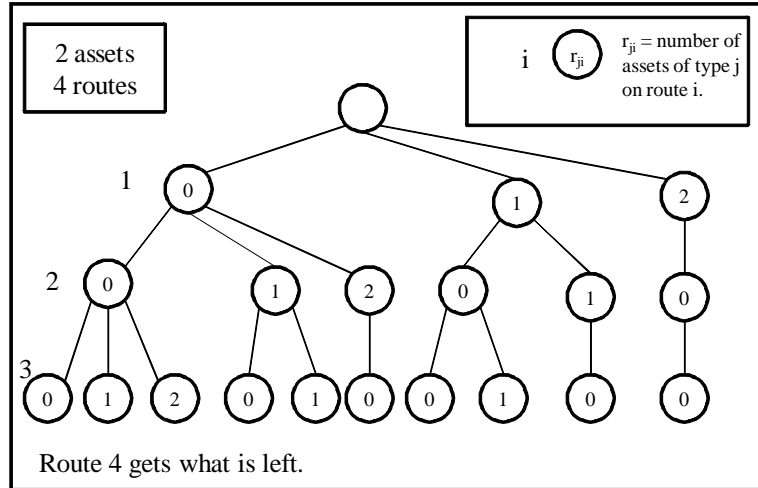 2 assets
4 routes
i
r_ji
r_ji = number of
assets of type j
on route i.
1
0
1
2
2
0
1
2
0
1
0
3
0
1
2
0
1
0
0
1
0
0
Route 4 gets what is left.